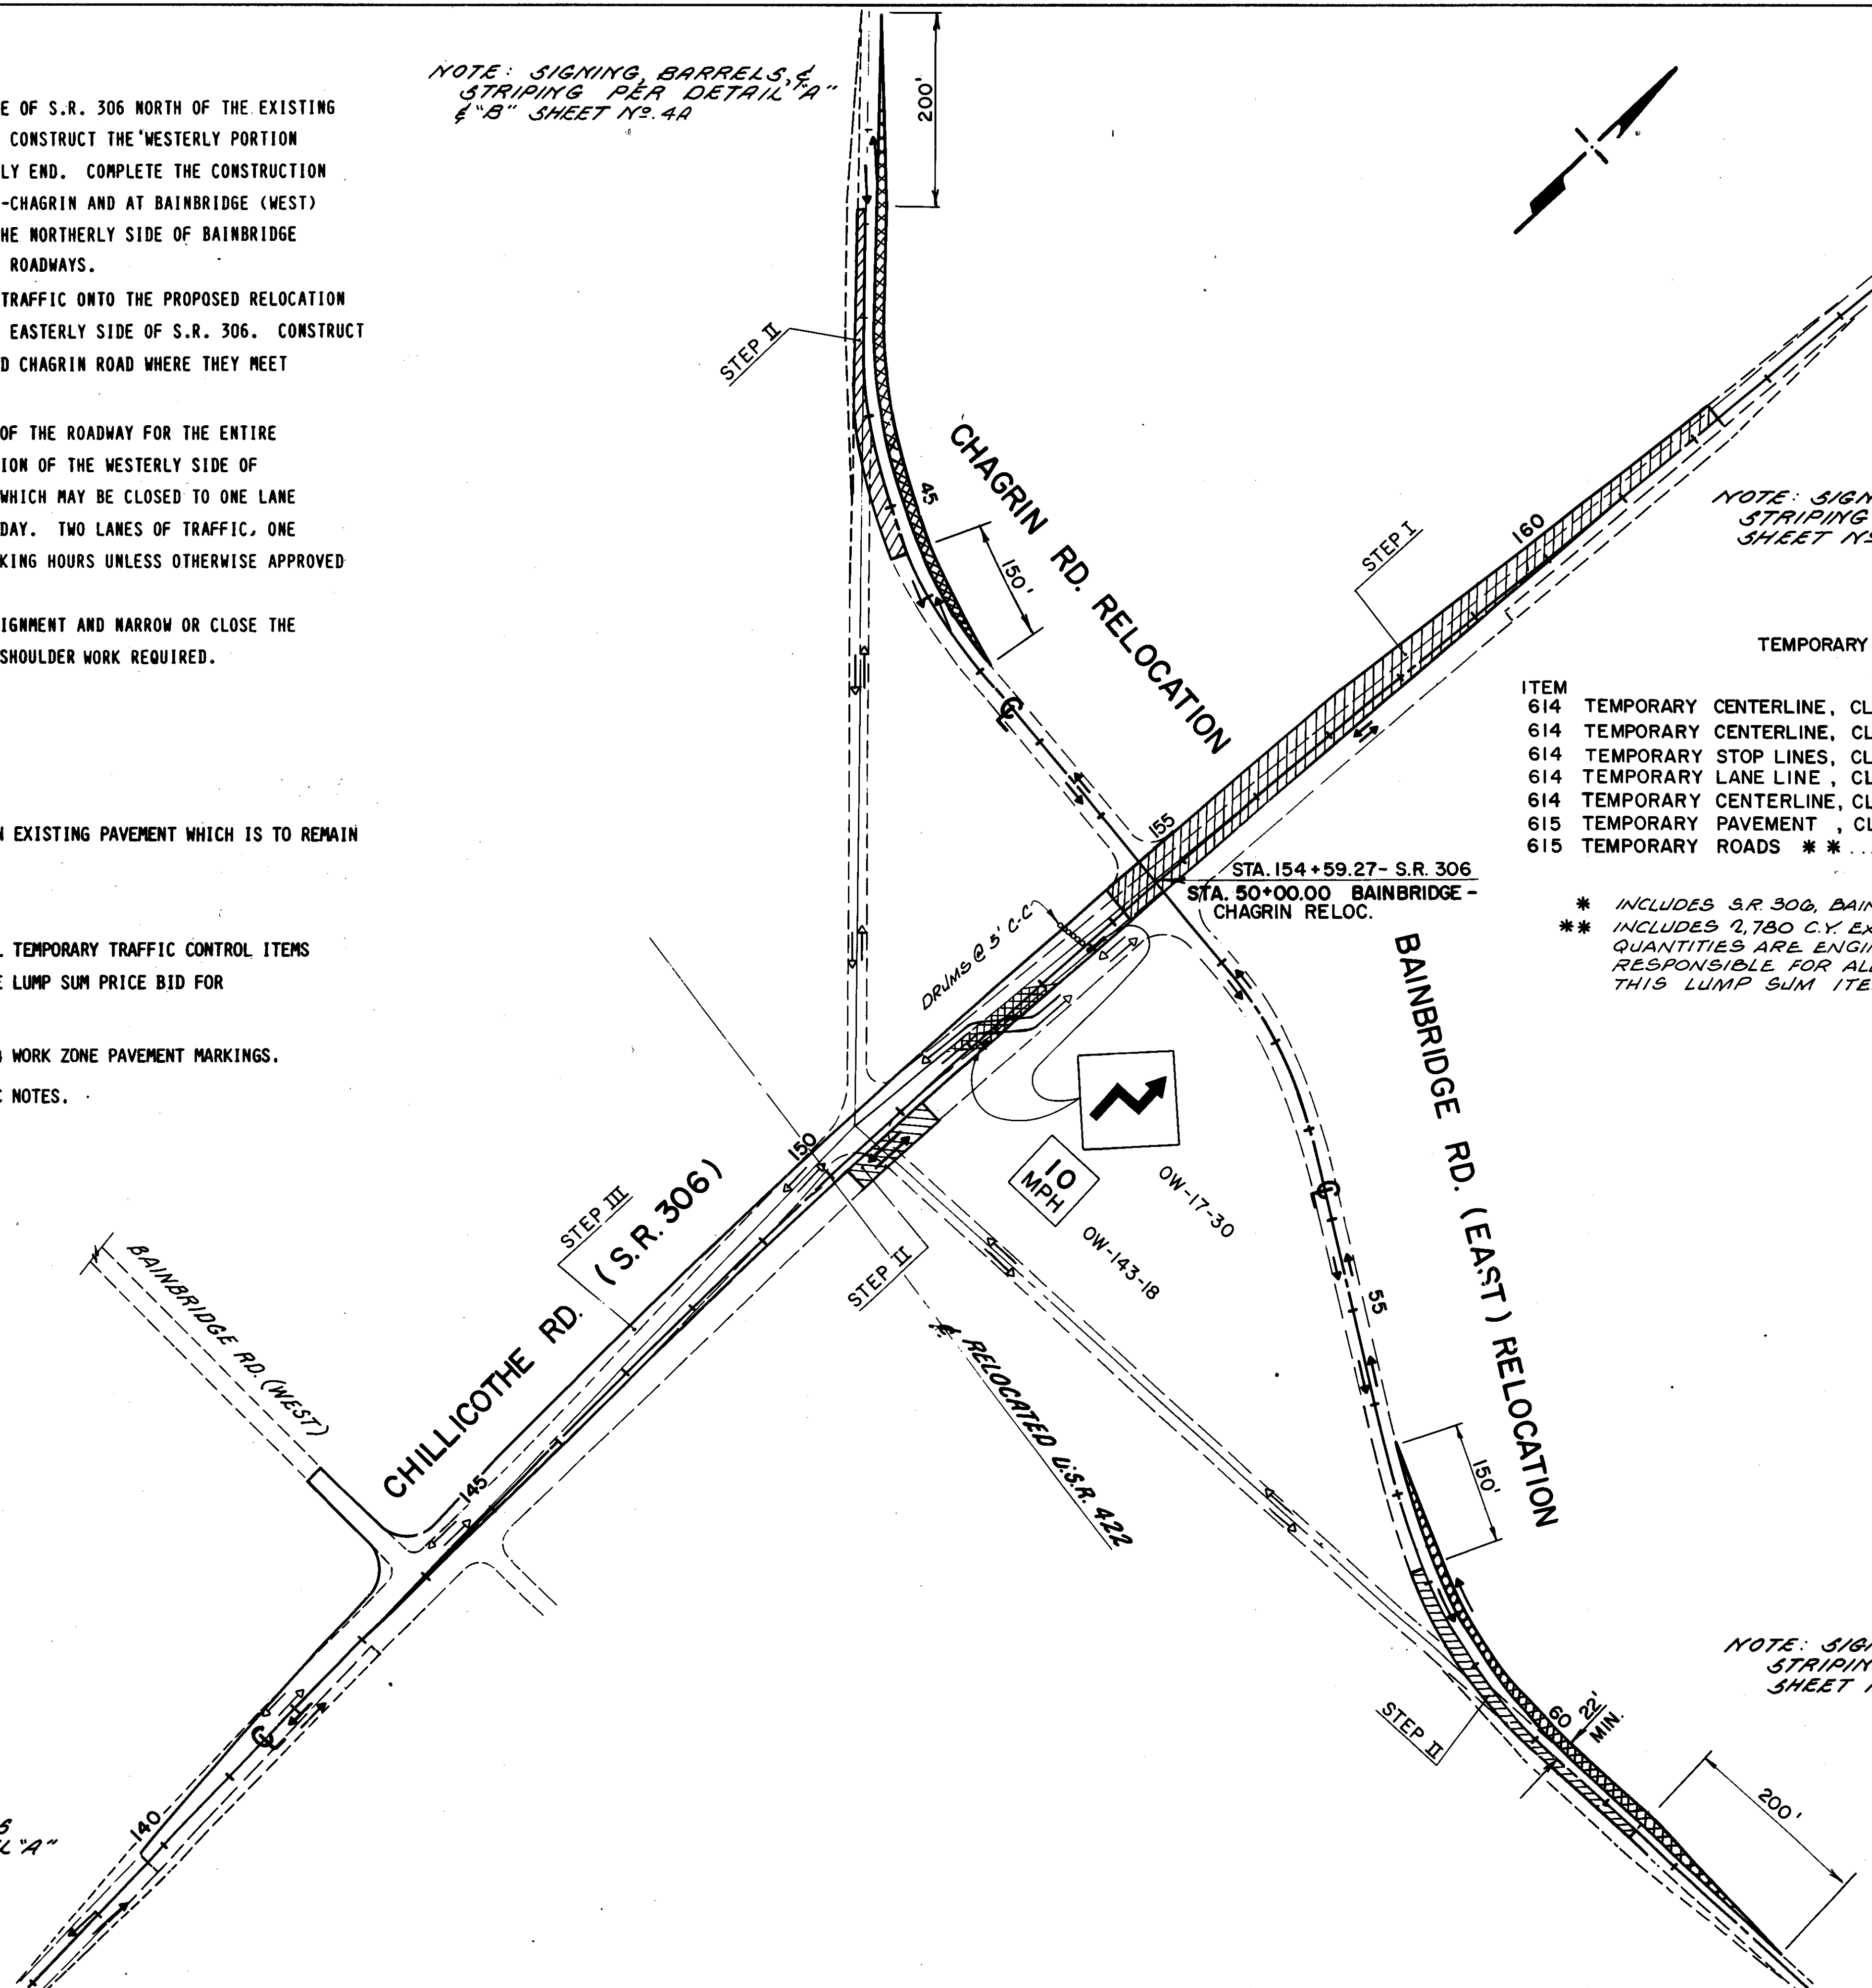 E OF S.R. 306 NORTH OF THE EXISTING
CONSTRUCT THE WESTERLY PORTION
LY END. COMPLETE THE CONSTRUCTION
-CHAGRIN AND AT BAINBRIDGE (WEST)
HE NORTHERLY SIDE OF BAINBRIDGE
ROADWAYS.
TRAFFIC ONTO THE PROPOSED RELOCATION
EASTERLY SIDE OF S.R. 306. CONSTRUCT
D CHAGRIN ROAD WHERE THEY MEET
OF THE ROADWAY FOR THE ENTIRE
ION OF THE WESTERLY SIDE OF
WHICH MAY BE CLOSED TO ONE LANE
DAY. TWO LANES OF TRAFFIC, ONE
KING HOURS UNLESS OTHERWISE APPROVED
IGNMENT AND NARROW OR CLOSE THE
SHOULDER WORK REQUIRED.
N EXISTING PAVEMENT WHICH IS TO REMAIN
L TEMPORARY TRAFFIC CONTROL ITEMS
E LUMP SUM PRICE BID FOR
WORK ZONE PAVEMENT MARKINGS.
C NOTES.
NOTE: SIGNING, BARRELS, &
STRIPING PER DETAIL "A"
& "B" SHEET Nº. 4A
200'
STEP II
45
150'
CHAGRIN RD. RELOCATION
STEP I
160
NOTE: SIGN
STRIPING
SHEET Nº
TEMPORARY
ITEM
614 TEMPORARY CENTERLINE, CL
614 TEMPORARY CENTERLINE, CL
614 TEMPORARY STOP LINES, CL
614 TEMPORARY LANE LINE , CL
614 TEMPORARY CENTERLINE, CL
615 TEMPORARY PAVEMENT , CL
615 TEMPORARY ROADS * * ...
* INCLUDES S.R. 306, BAIN
** INCLUDES 2,780 C.Y. EX
QUANTITIES ARE ENGI
RESPONSIBLE FOR ALL
THIS LUMP SUM ITE
155
STA. 154+59.27- S.R. 306
STA. 50+00.00 BAINBRIDGE-
CHAGRIN RELOC.
DRUMS @ 5' C-C
BAINBRIDGE RD. (EAST) RELOCATION
10
MPH
OW-17-30
OW-143-18
150
STEP III
STEP II
CHILLICOTHE RD. (S.R. 306)
BAINBRIDGE RD. (WEST)
℄ RELOCATED U.S.R. 422
145
55
150'
NOTE: SIGN
STRIPIN
SHEET
60
22'
MIN.
STEP II
200'
℄
140
S
L "A"